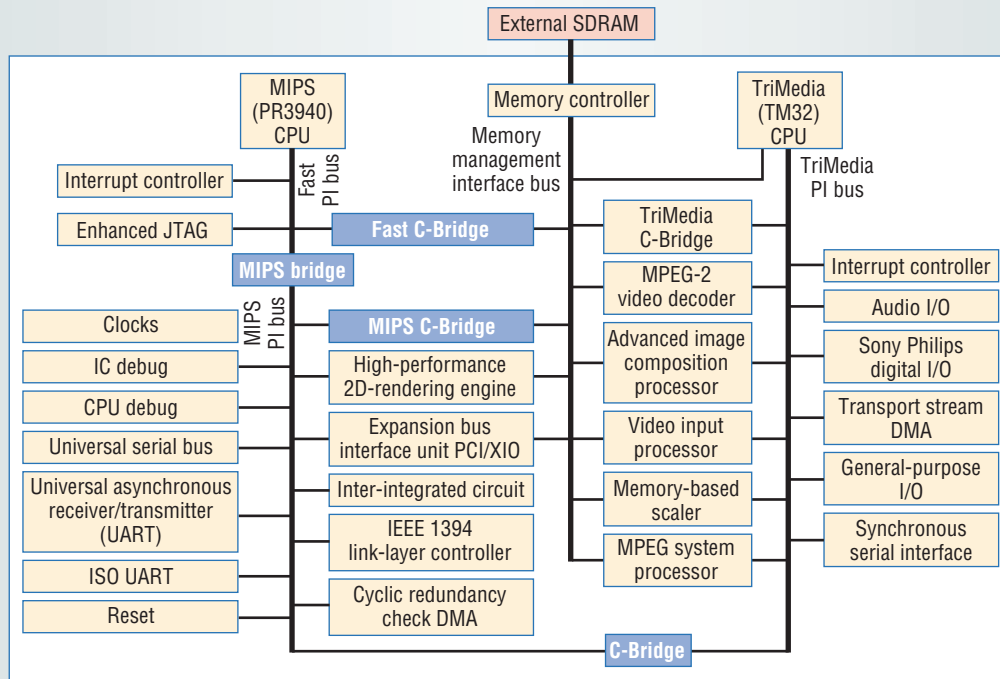 External SDRAM
MIPS
(PR3940)
CPU
Memory controller
TriMedia
(TM32)
CPU
Fast
PI bus
Memory
management
interface bus
TriMedia
PI bus
Interrupt controller
Enhanced JTAG
Fast C-Bridge
MIPS bridge
MIPS
PI bus
Clocks
IC debug
CPU debug
Universal serial bus
Universal asynchronous
receiver/transmitter
(UART)
ISO UART
Reset
MIPS C-Bridge
High-performance
2D-rendering engine
Expansion bus
interface unit PCI/XIO
Inter-integrated circuit
IEEE 1394
link-layer controller
Cyclic redundancy
check DMA
TriMedia
C-Bridge
MPEG-2
video decoder
Advanced image
composition
processor
Video input
processor
Memory-based
scaler
MPEG system
processor
Interrupt controller
Audio I/O
Sony Philips
digital I/O
Transport stream
DMA
General-purpose
I/O
Synchronous
serial interface
C-Bridge